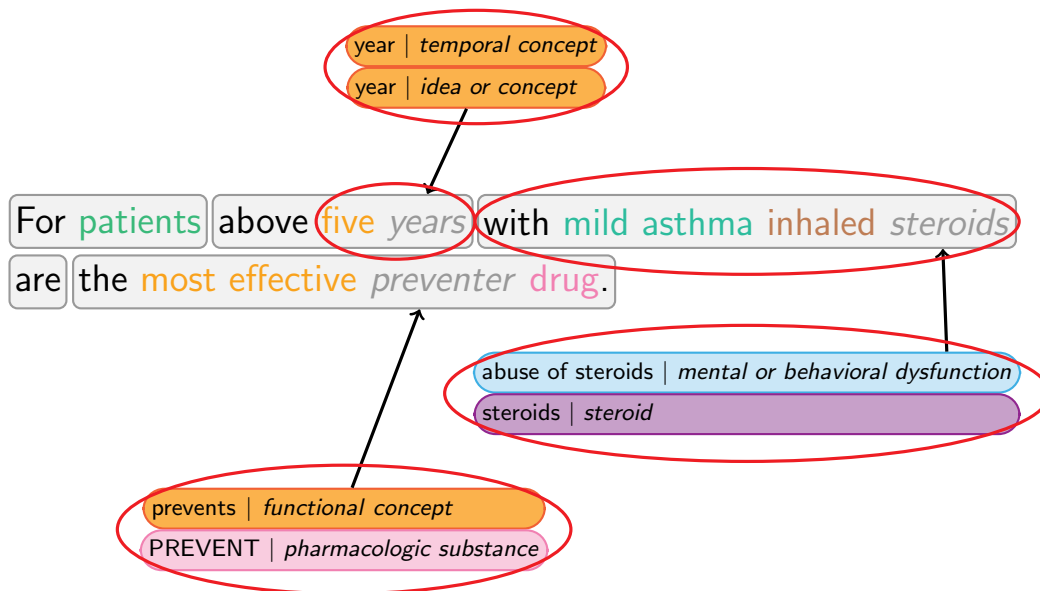 year | temporal concept
year | idea or concept
For patients above five years with mild asthma inhaled steroids
are the most effective preventer drug.
abuse of steroids | mental or behavioral dysfunction
steroids | steroid
prevents | functional concept
PREVENT | pharmacologic substance